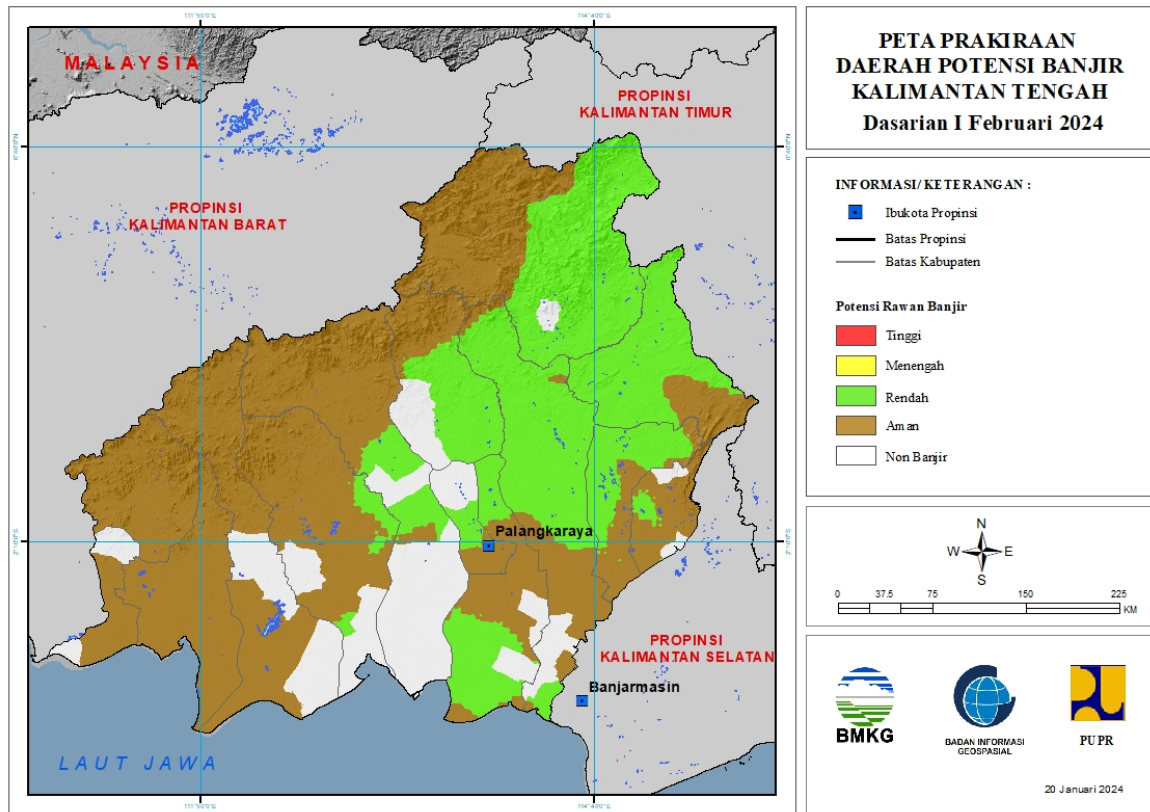 PETA PRAKIRAAN
DAERAH POTENSI BANJIR
KALIMANTAN TENGAH
Dasarian I Februari 2024
INFORMASI/KETERANGAN :
Ibukota Propinsi
Batas Propinsi
Batas Kabupaten
Potensi Rawan Banjir
Tinggi
Menengah
Rendah
Aman
Non Banjir
N
W E
S
0 37.5 75 150 225
KM
BMKG
BADAN INFORMASI
GEOSPASIAL
PUPR
20 Januari 2024
MALAYSIA
PROPINSI
KALIMANTAN TIMUR
PROPINSI
KALIMANTAN BARAT
Palangkaraya
PROPINSI
KALIMANTAN SELATAN
Banjarmasin
LAUT JAWA